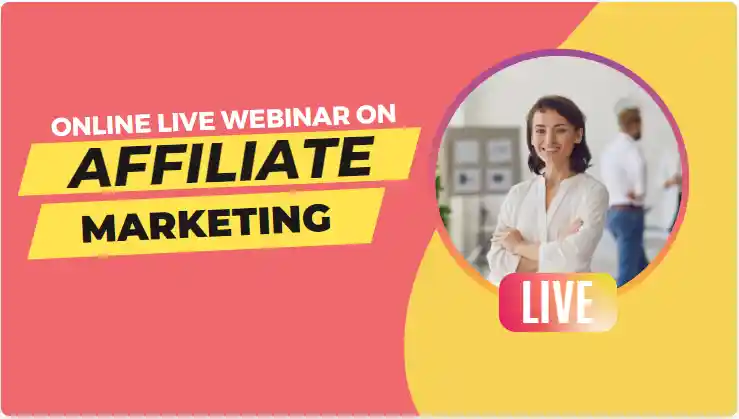 ONLINE LIVE WEBINAR ON
AFFILIATE
MARKETING
LIVE